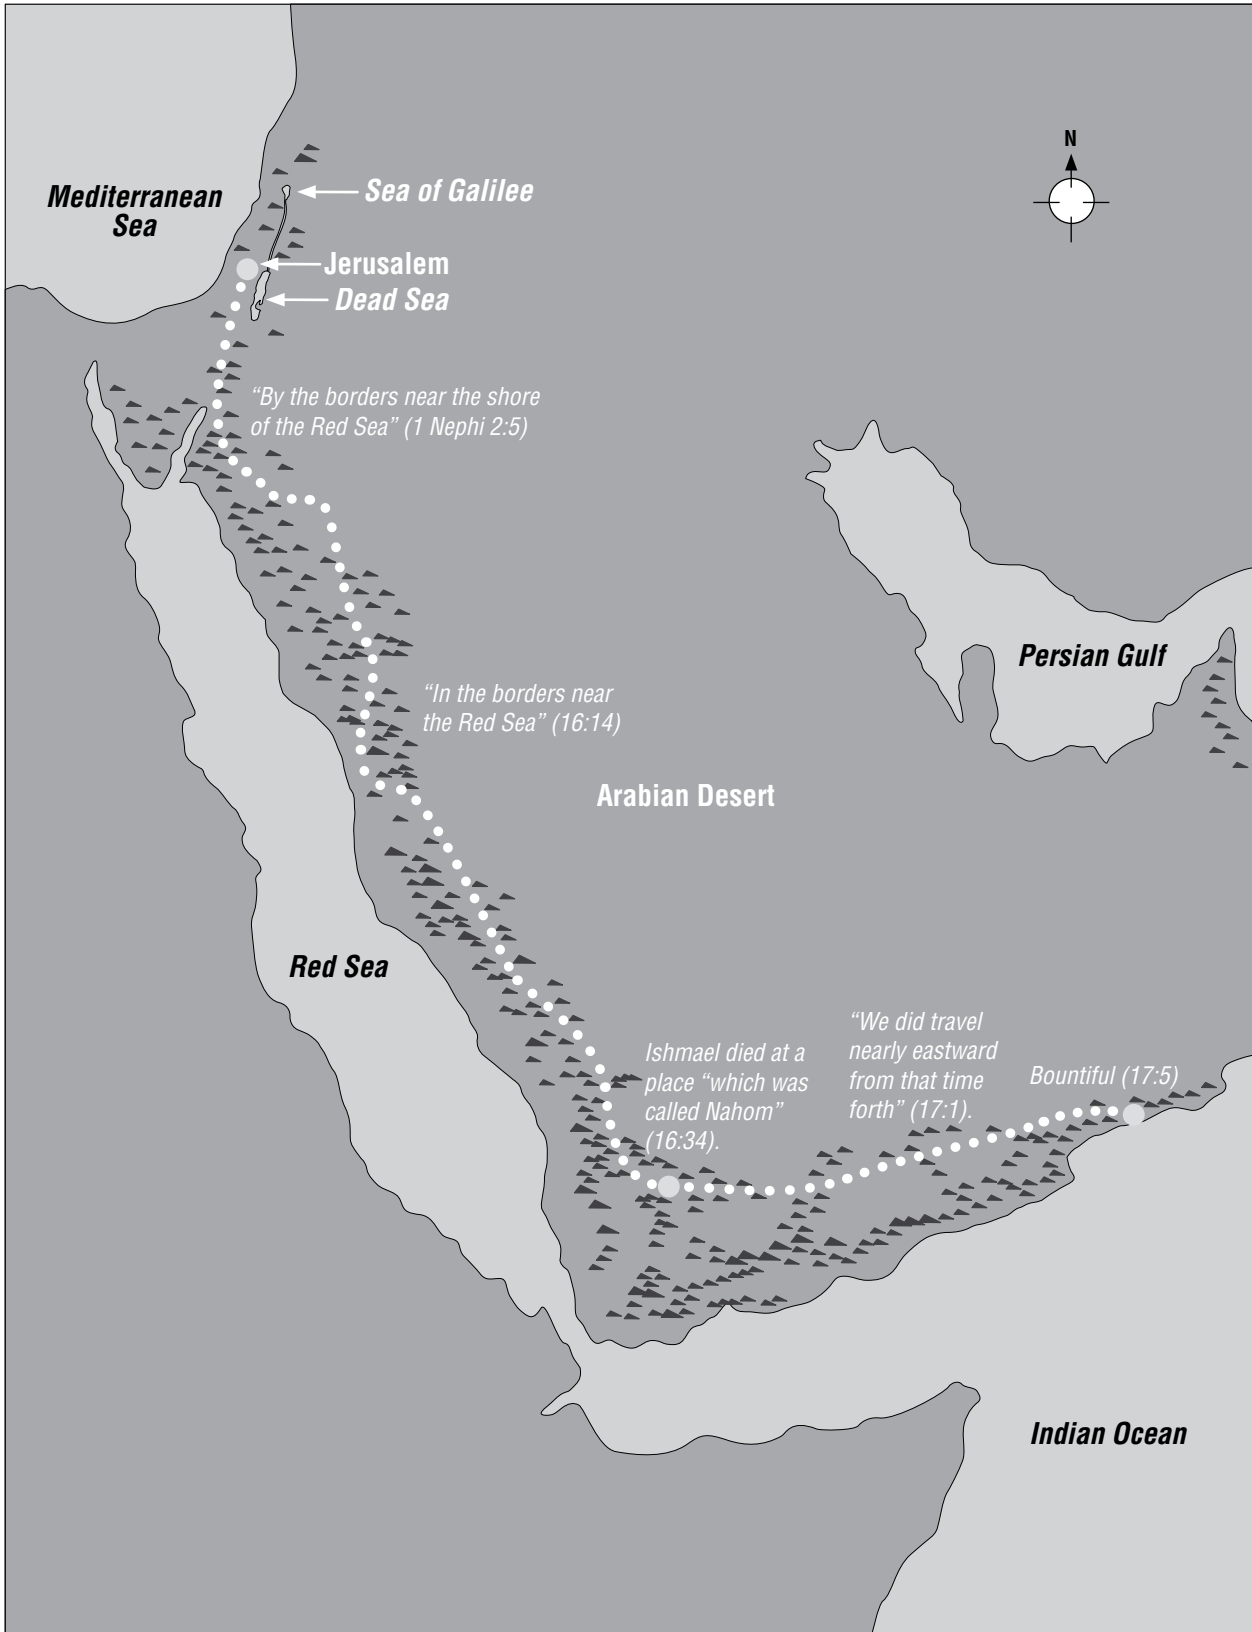 N
Mediterranean
Sea
Sea of Galilee
Jerusalem
Dead Sea
“By the borders near the shore
of the Red Sea” (1 Nephi 2:5)
Persian Gulf
“In the borders near
the Red Sea” (16:14)
Arabian Desert
Red Sea
Ishmael died at a
place “which was
called Nahom”
(16:34).
“We did travel
nearly eastward
from that time
forth” (17:1).
Bountiful (17:5)
Indian Ocean